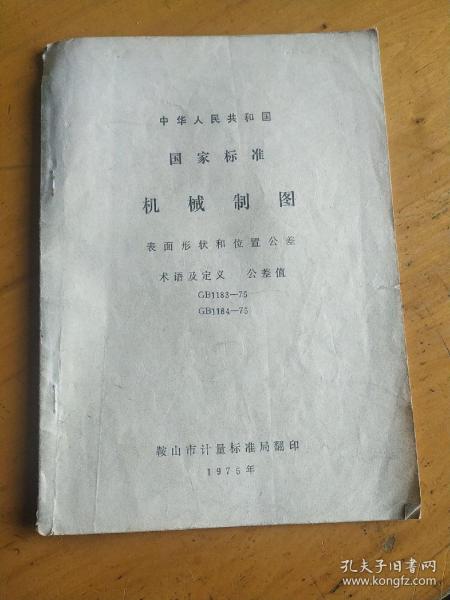 中华人民共和国
国家标准
机械制图
表面形状和位置公差
术语及定义 公差值
GB1183—75
GB1184—75
鞍山市计量标准局翻印
1976年
孔夫子旧书网
www.kongfz.com